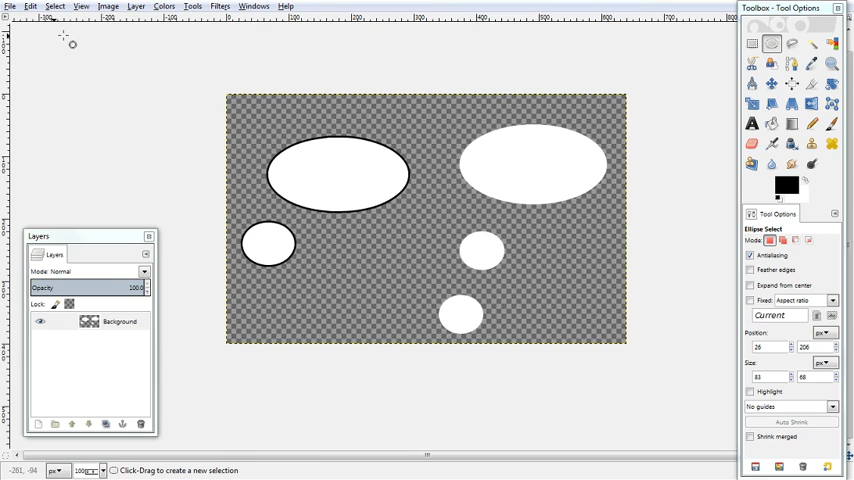 File Edit Select View Image Layer Colors Tools Filters Windows Help
Toolbox - Tool Options
Layers
Layers
Mode: Normal
Opacity 100.0
Lock:
Background
Tool Options
Ellipse Select
Mode:
Antialiasing
Feather edges
Expand from center
Fixed: Aspect ratio
Current
Position: px
26 206
Size: px
83 68
Highlight
No guides
Auto Shrink
Shrink merged
-261, -94 px 100 Click-Drag to create a new selection